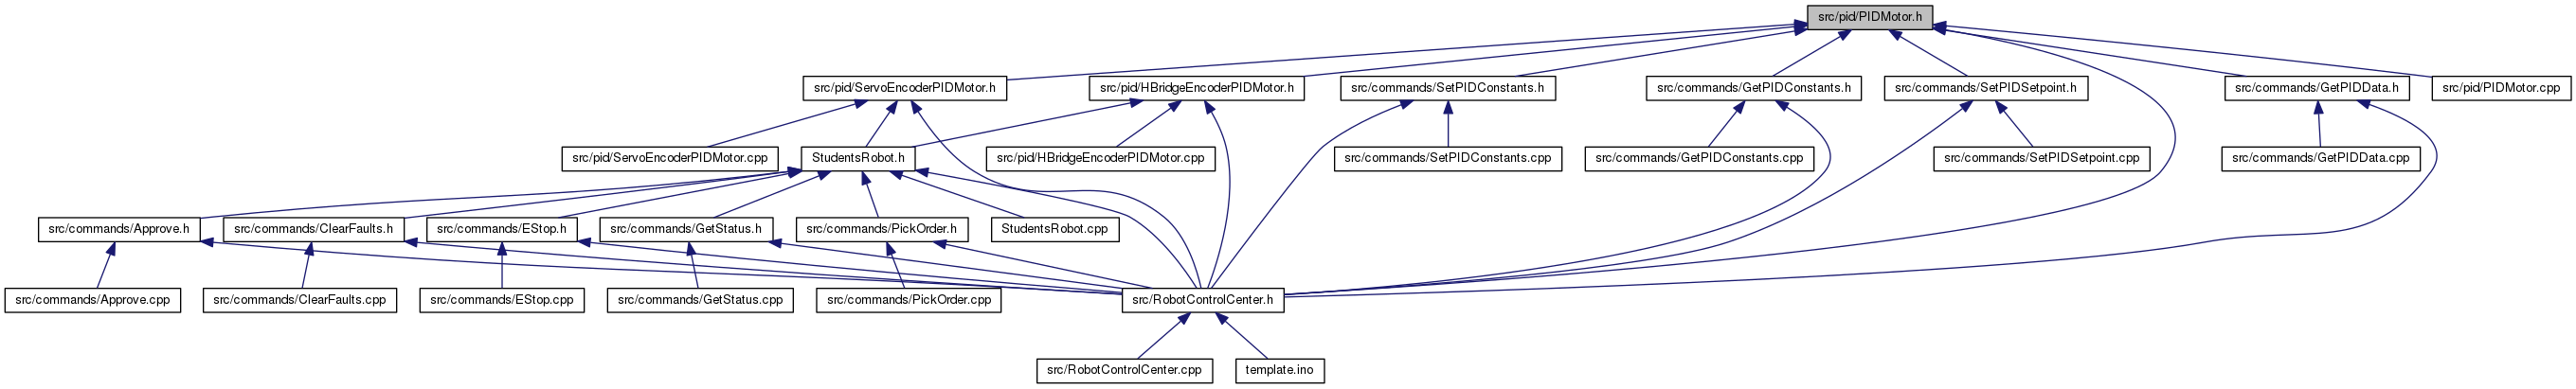 src/pid/PIDMotor.h
src/pid/ServoEncoderPIDMotor.h
src/pid/HBridgeEncoderPIDMotor.h
src/commands/SetPIDConstants.h
src/commands/GetPIDConstants.h
src/commands/SetPIDSetpoint.h
src/commands/GetPIDData.h
src/pid/PIDMotor.cpp
src/pid/ServoEncoderPIDMotor.cpp
StudentsRobot.h
src/pid/HBridgeEncoderPIDMotor.cpp
src/commands/SetPIDConstants.cpp
src/commands/GetPIDConstants.cpp
src/commands/SetPIDSetpoint.cpp
src/commands/GetPIDData.cpp
src/commands/Approve.h
src/commands/ClearFaults.h
src/commands/EStop.h
src/commands/GetStatus.h
src/commands/PickOrder.h
StudentsRobot.cpp
src/commands/Approve.cpp
src/commands/ClearFaults.cpp
src/commands/EStop.cpp
src/commands/GetStatus.cpp
src/commands/PickOrder.cpp
src/RobotControlCenter.h
src/RobotControlCenter.cpp
template.ino